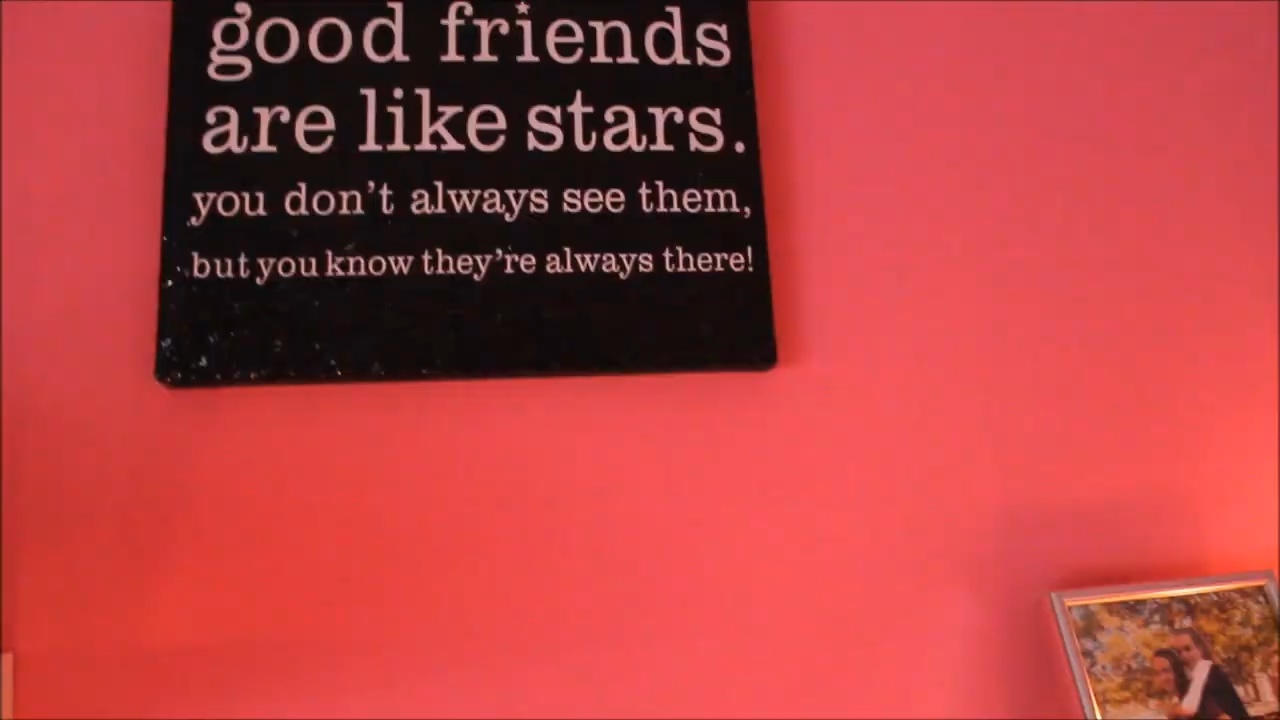 good friends
are like stars.
you don't always see them,
but you know they're always there!